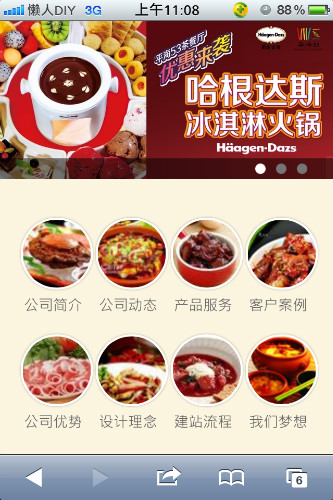 懒人DIY 3G 上午11:08 88%
Häagen-Dazs
平淘53茶餐厅
优惠来袭
哈根达斯
冰淇淋火锅
Häagen-Dazs
公司简介 公司动态 产品服务 客户案例
公司优势 设计理念 建站流程 我们梦想
6